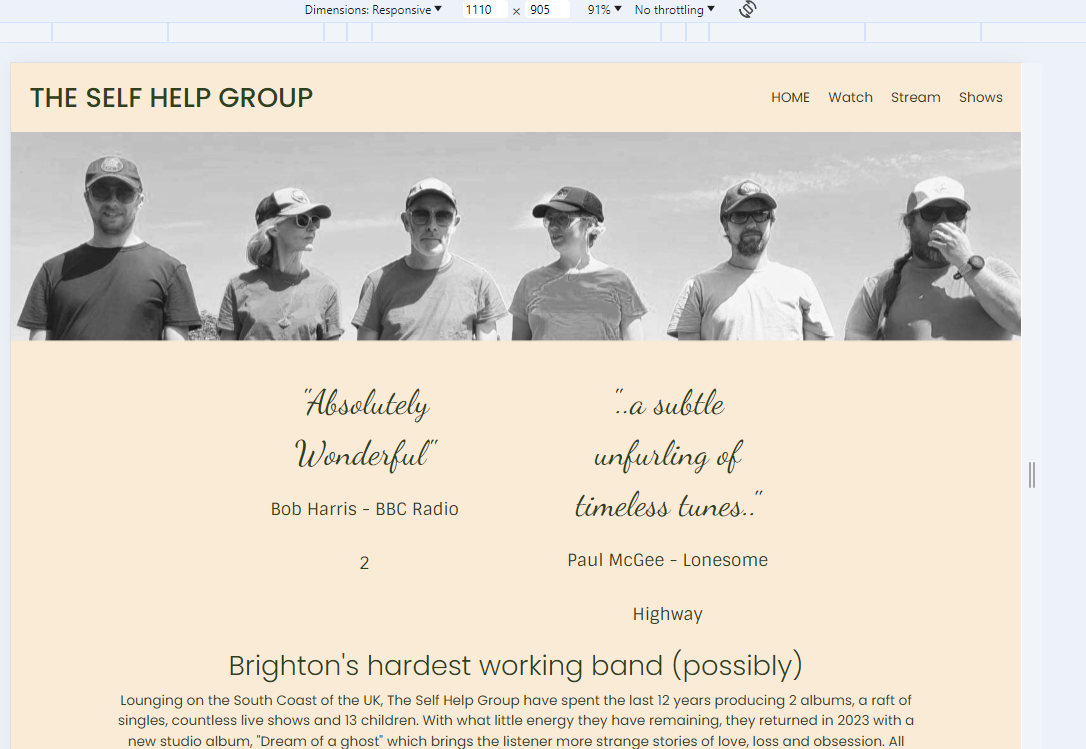 Dimensions: Responsive ▼ 1110 × 905 91% ▼ No throttling ▼
THE SELF HELP GROUP
HOME Watch Stream Shows
"Absolutely
Wonderful"
Bob Harris - BBC Radio
2
"..a subtle
unfurling of
timeless tunes.."
Paul McGee - Lonesome
Highway
Brighton's hardest working band (possibly)
Lounging on the South Coast of the UK, The Self Help Group have spent the last 12 years producing 2 albums, a raft of
singles, countless live shows and 13 children. With what little energy they have remaining, they returned in 2023 with a
new studio album, "Dream of a ghost" which brings the listener more strange stories of love, loss and obsession. All